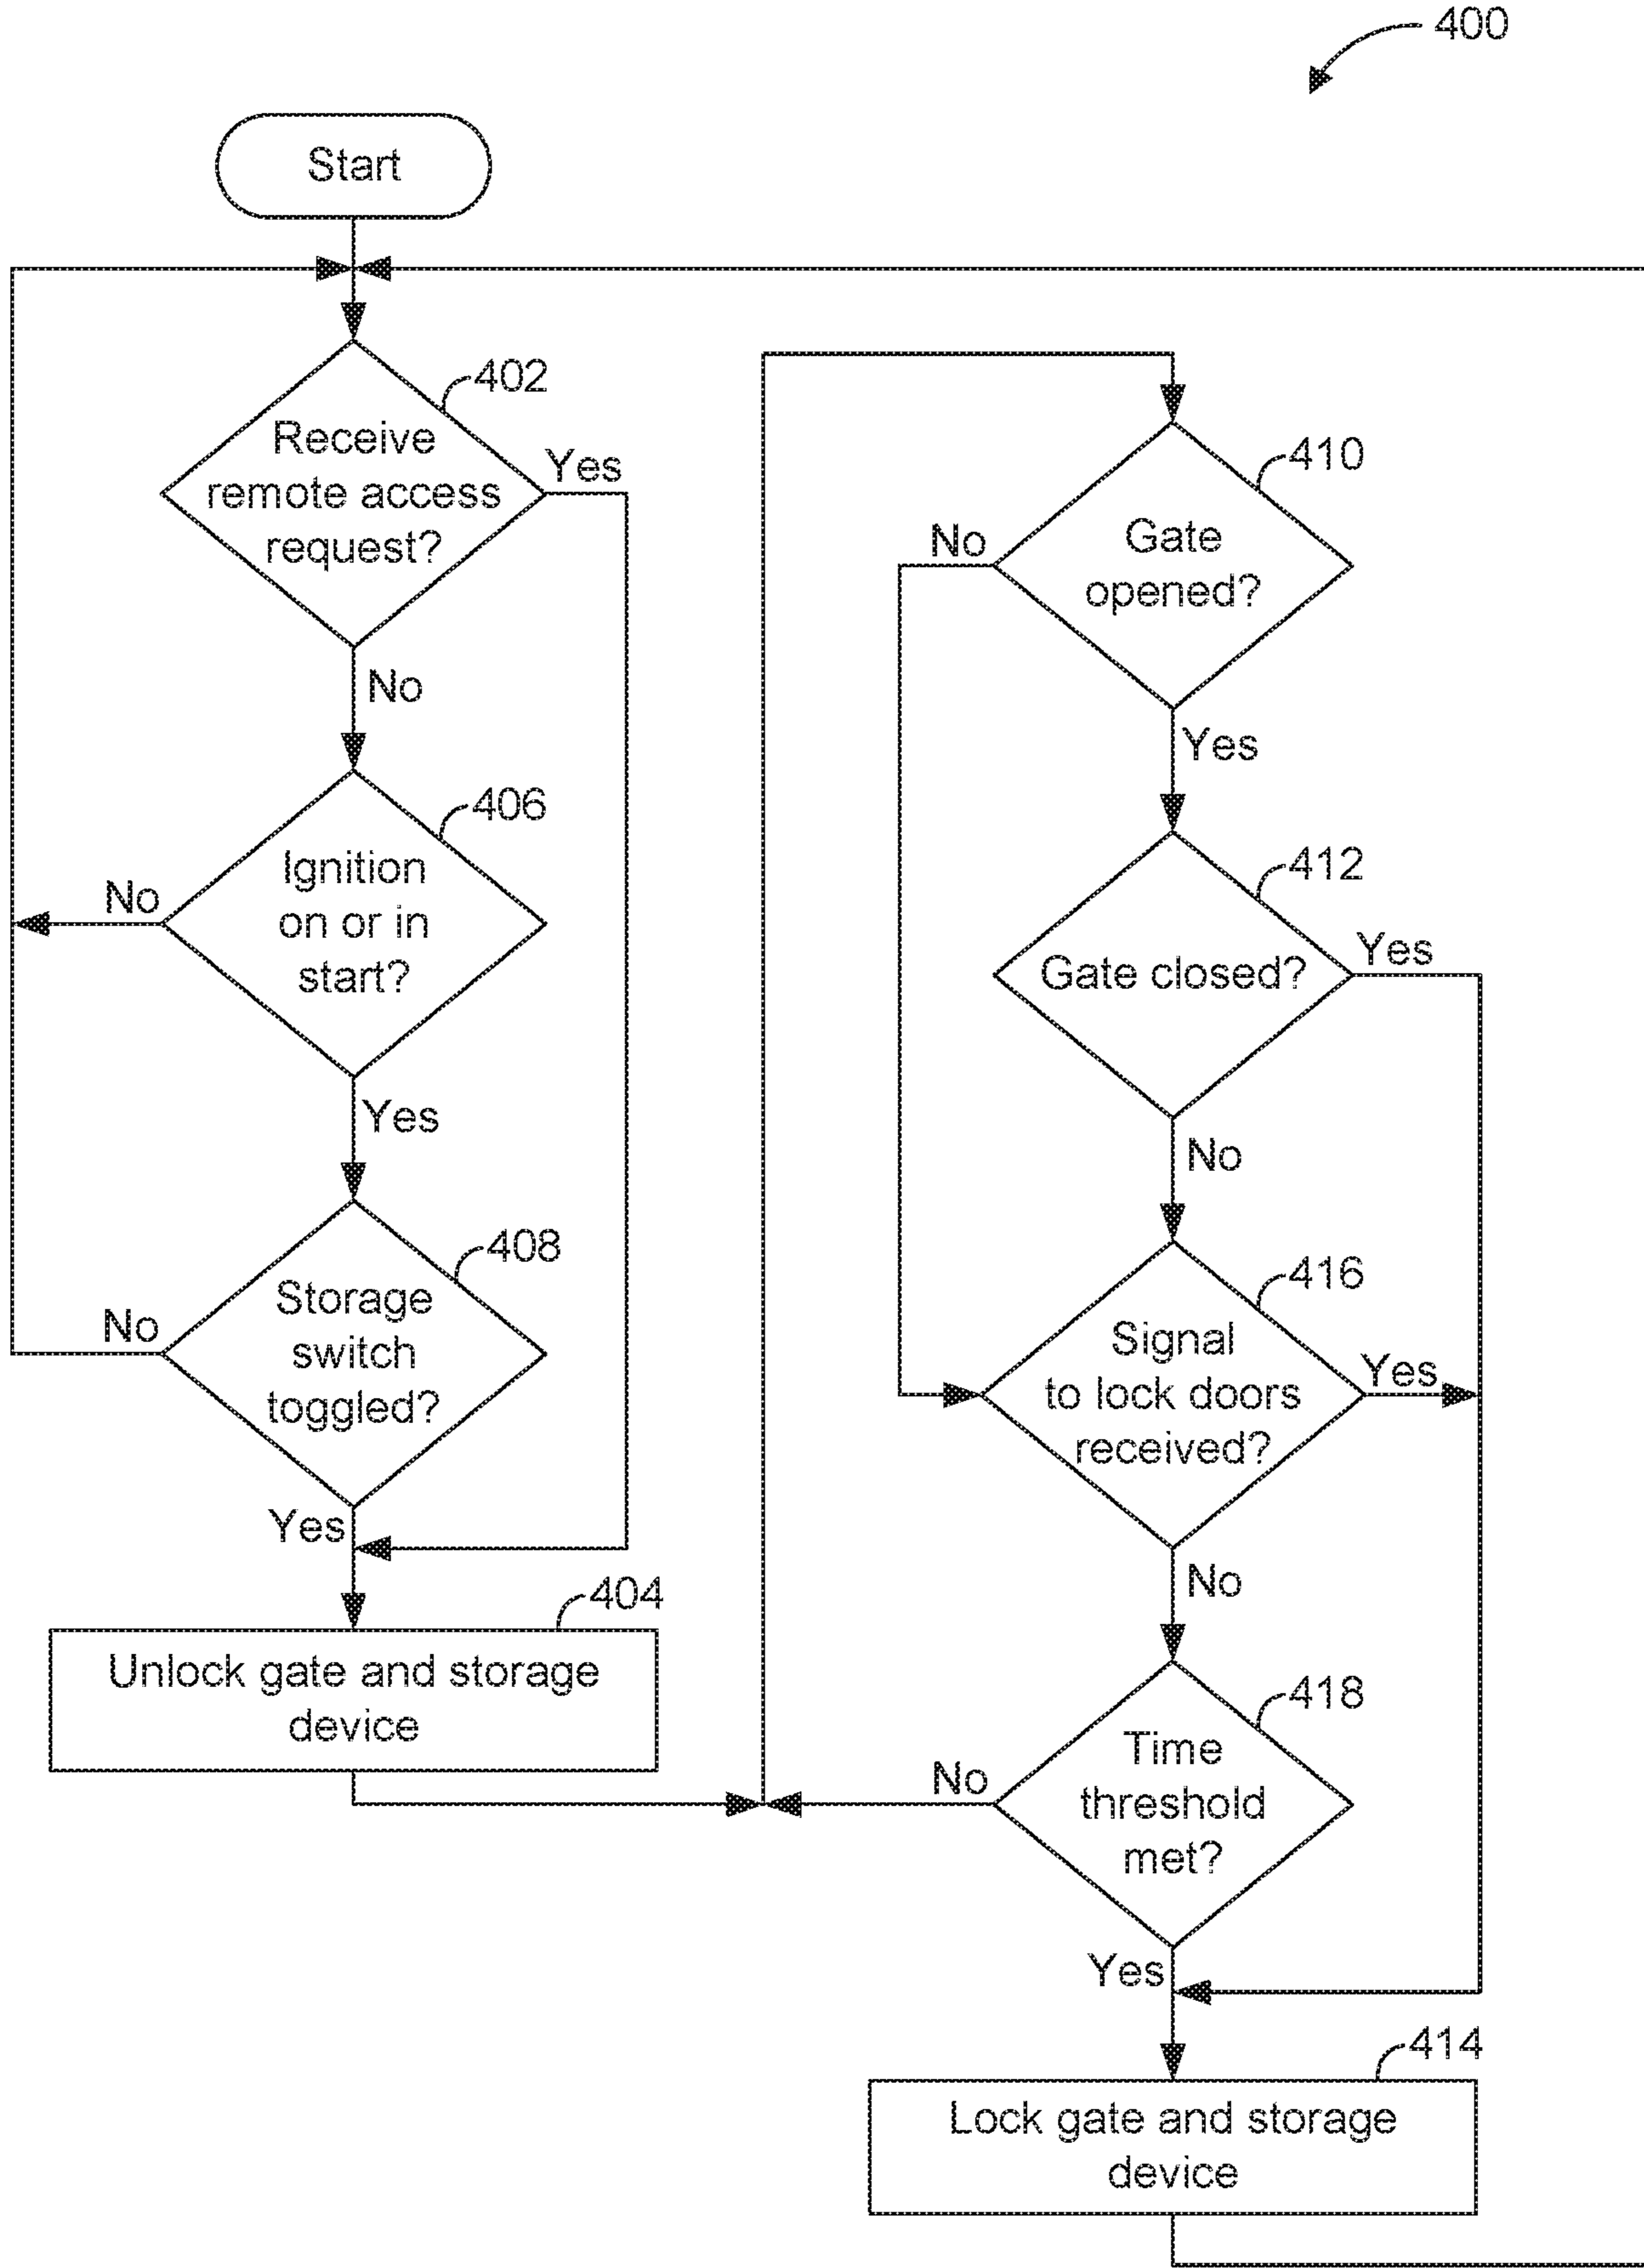 400
Start
402
Receive
remote access
request?
Yes
No
406
Ignition
on or in
start?
No
Yes
408
Storage
switch
toggled?
No
Yes
404
Unlock gate and storage
device
410
Gate
opened?
No
Yes
412
Gate closed?
Yes
No
416
Signal
to lock doors
received?
Yes
No
418
Time
threshold
met?
No
Yes
414
Lock gate and storage
device